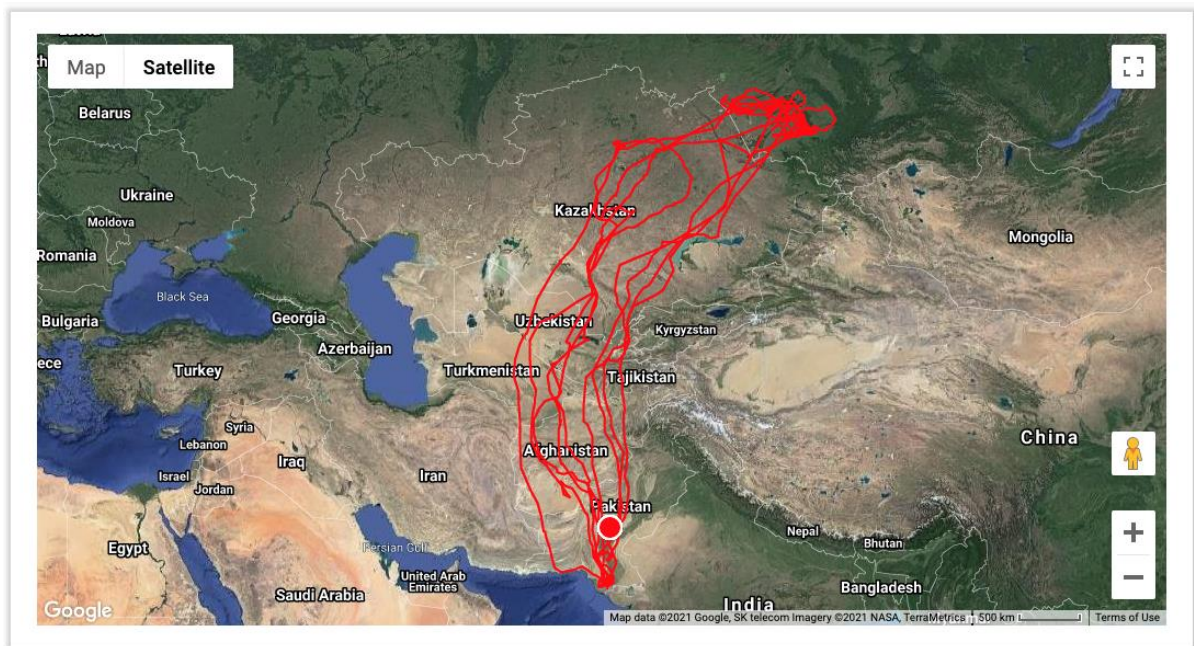 Map
Satellite
Belarus
Ukraine
Moldova
Romania
Kazakhstan
Mongolia
Black Sea
Bulgaria
Georgia
Uzbekistan
Kyrgyzstan
Azerbaijan
ece
Turkey
Turkmenistan
Tajikistan
Syria
Lebanon
Afghanistan
China
Iraq
Iran
Israel
Jordan
Pakistan
Nepal
Bhutan
Egypt
Persian Gulf
United Arab
Emirates
Saudi Arabia
Bangladesh
India
Google
Map data ©2021 Google, SK telecom Imagery ©2021 NASA, TerraMetrics
500 km
Terms of Use